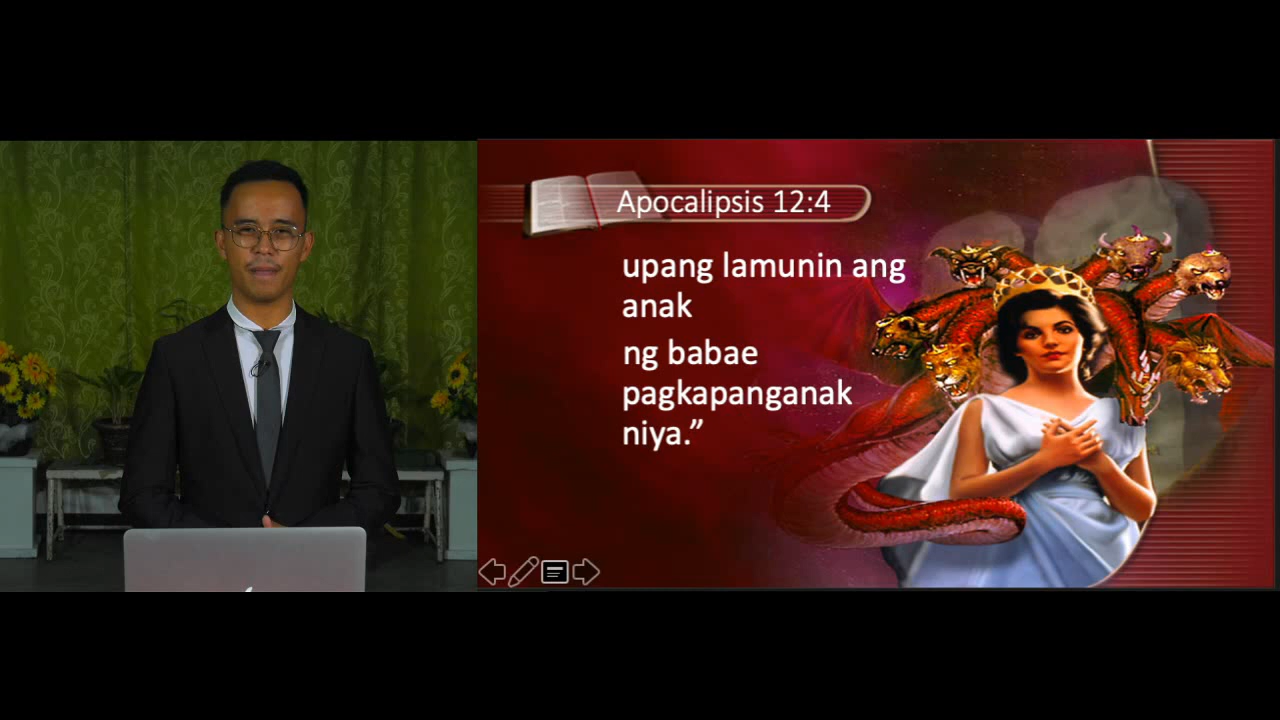 Apocalipsis 12:4
upang lamunin ang
anak
ng babae
pagkapanganak
niya.”